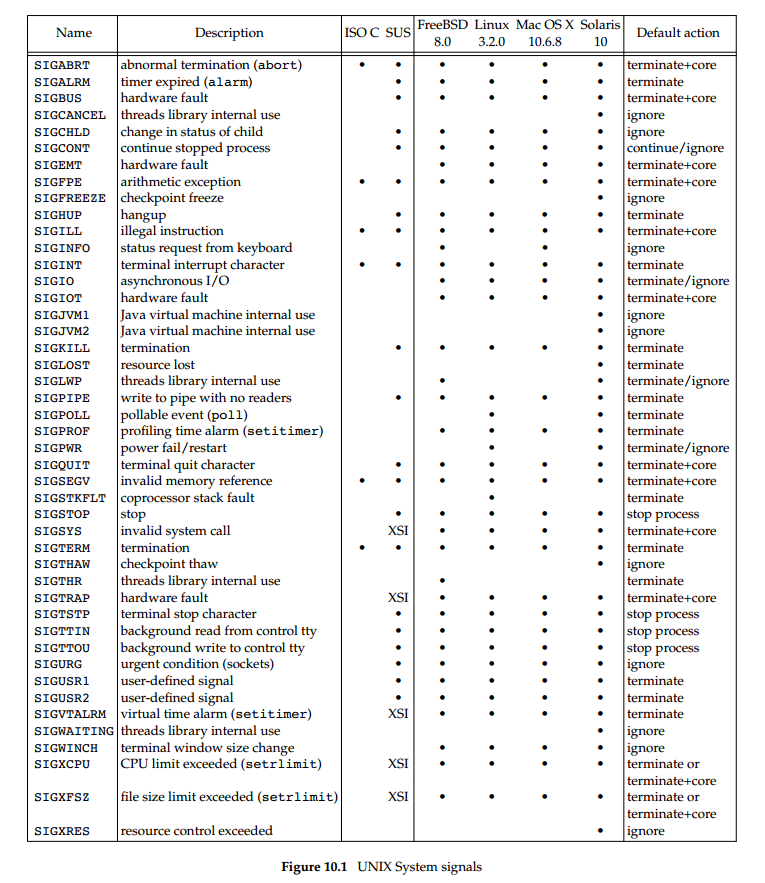 Name Description ISO C SUS FreeBSD 8.0 Linux 3.2.0 Mac OS X 10.6.8 Solaris 10 Default action
SIGABRT abnormal termination (abort) • • • • • • terminate+core
SIGALRM timer expired (alarm) • • • • • terminate
SIGBUS hardware fault • • • • • terminate+core
SIGCANCEL threads library internal use • ignore
SIGCHLD change in status of child • • • • • ignore
SIGCONT continue stopped process • • • • • continue/ignore
SIGEMT hardware fault • • • • terminate+core
SIGFPE arithmetic exception • • • • • • terminate+core
SIGFREEZE checkpoint freeze • ignore
SIGHUP hangup • • • • • terminate
SIGILL illegal instruction • • • • • • terminate+core
SIGINFO status request from keyboard • • ignore
SIGINT terminal interrupt character • • • • • • terminate
SIGIO asynchronous I/O • • • • terminate/ignore
SIGIOT hardware fault • • • • terminate+core
SIGJVM1 Java virtual machine internal use • ignore
SIGJVM2 Java virtual machine internal use • ignore
SIGKILL termination • • • • • terminate
SIGLOST resource lost • terminate
SIGLWP threads library internal use • • terminate/ignore
SIGPIPE write to pipe with no readers • • • • • terminate
SIGPOLL pollable event (poll) • • terminate
SIGPROF profiling time alarm (setitimer) • • • • terminate
SIGPWR power fail/restart • • terminate/ignore
SIGQUIT terminal quit character • • • • • terminate+core
SIGSEGV invalid memory reference • • • • • • terminate+core
SIGSTKFLT coprocessor stack fault • terminate
SIGSTOP stop • • • • • stop process
SIGSYS invalid system call XSI • • • • terminate+core
SIGTERM termination • • • • • • terminate
SIGTHAW checkpoint thaw • ignore
SIGTHR threads library internal use • terminate
SIGTRAP hardware fault XSI • • • • terminate+core
SIGTSTP terminal stop character • • • • • stop process
SIGTTIN background read from control tty • • • • • stop process
SIGTTOU background write to control tty • • • • • stop process
SIGURG urgent condition (sockets) • • • • • ignore
SIGUSR1 user-defined signal • • • • • terminate
SIGUSR2 user-defined signal • • • • • terminate
SIGVTALRM virtual time alarm (setitimer) XSI • • • • terminate
SIGWAITING threads library internal use • ignore
SIGWINCH terminal window size change • • • • ignore
SIGXCPU CPU limit exceeded (setrlimit) XSI • • • • terminate or
terminate+core
SIGXFSZ file size limit exceeded (setrlimit) XSI • • • • terminate or
terminate+core
SIGXRES resource control exceeded • ignore
Figure 10.1 UNIX System signals